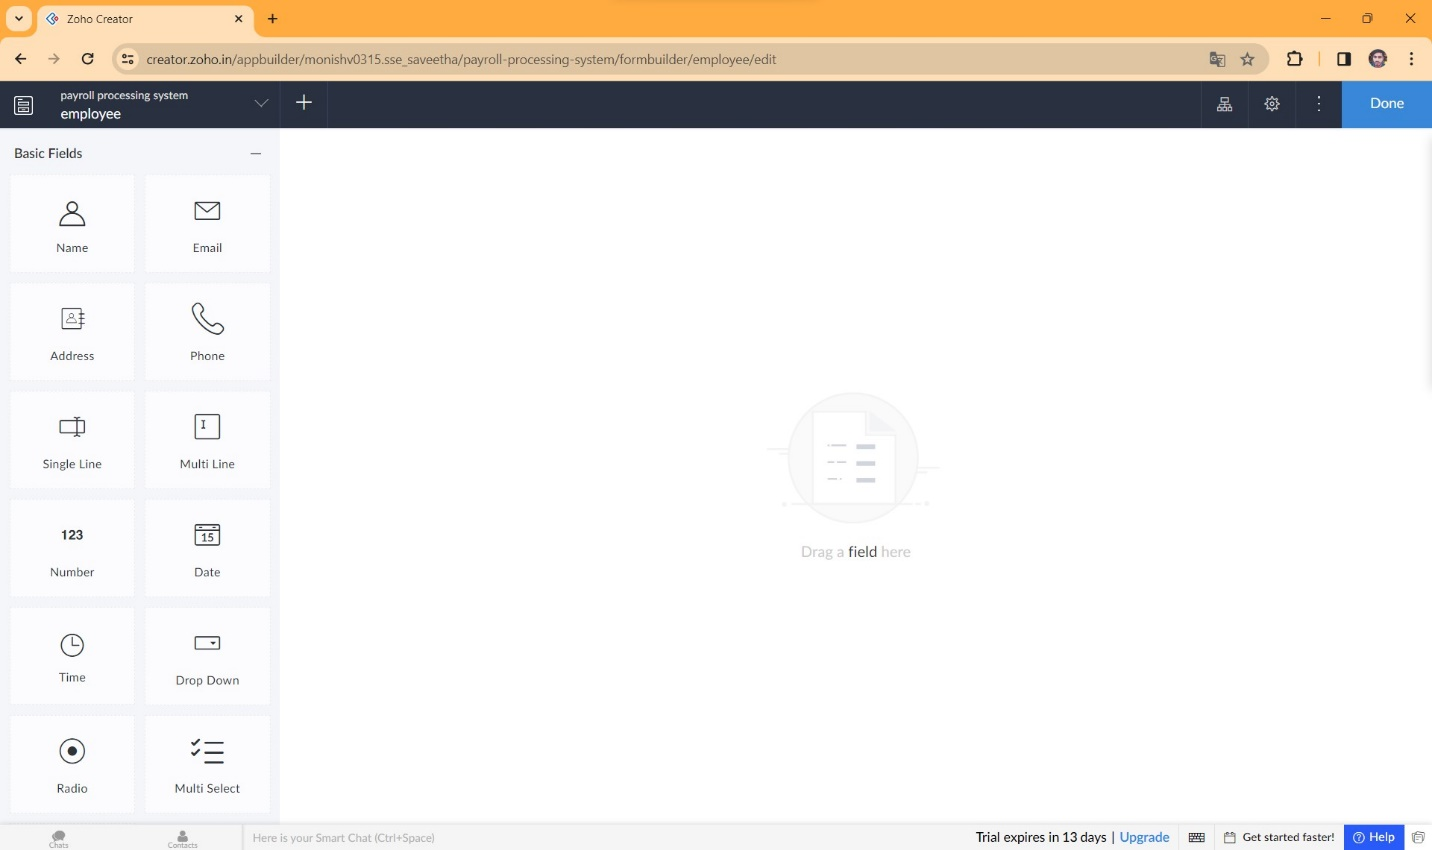 Zoho Creator
creator.zoho.in/appbuilder/monishv0315.sse_saveetha/payroll-processing-system/formbuilder/employee/edit
payroll processing system
employee
Done
Basic Fields
Name
Email
Address
Phone
Single Line
Multi Line
123
15
Number
Date
Time
Drop Down
Radio
Multi Select
Drag a field here
Chats
Contacts
Here is your Smart Chat (Ctrl+Space)
Trial expires in 13 days | Upgrade
Get started faster!
Help